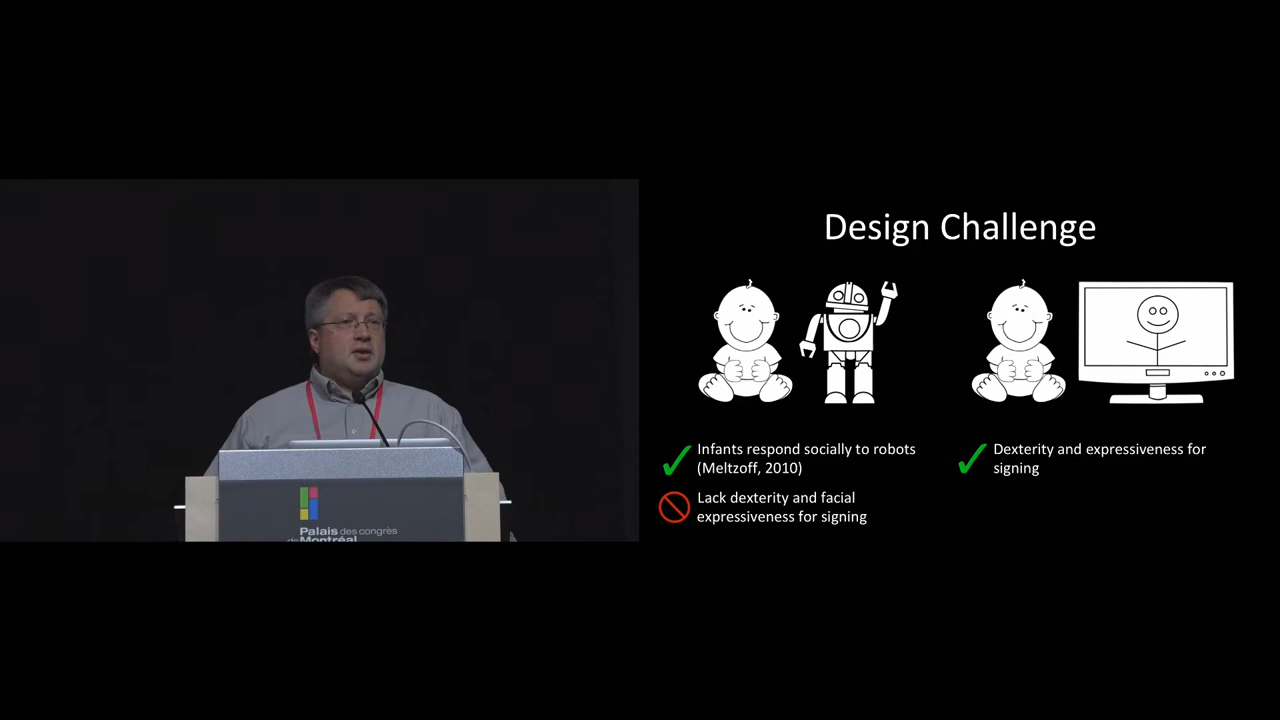 Design Challenge
Infants respond socially to robots
(Meltzoff, 2010)
Lack dexterity and facial
expressiveness for signing
Dexterity and expressiveness for
signing
Palais des congrès
de Montréal